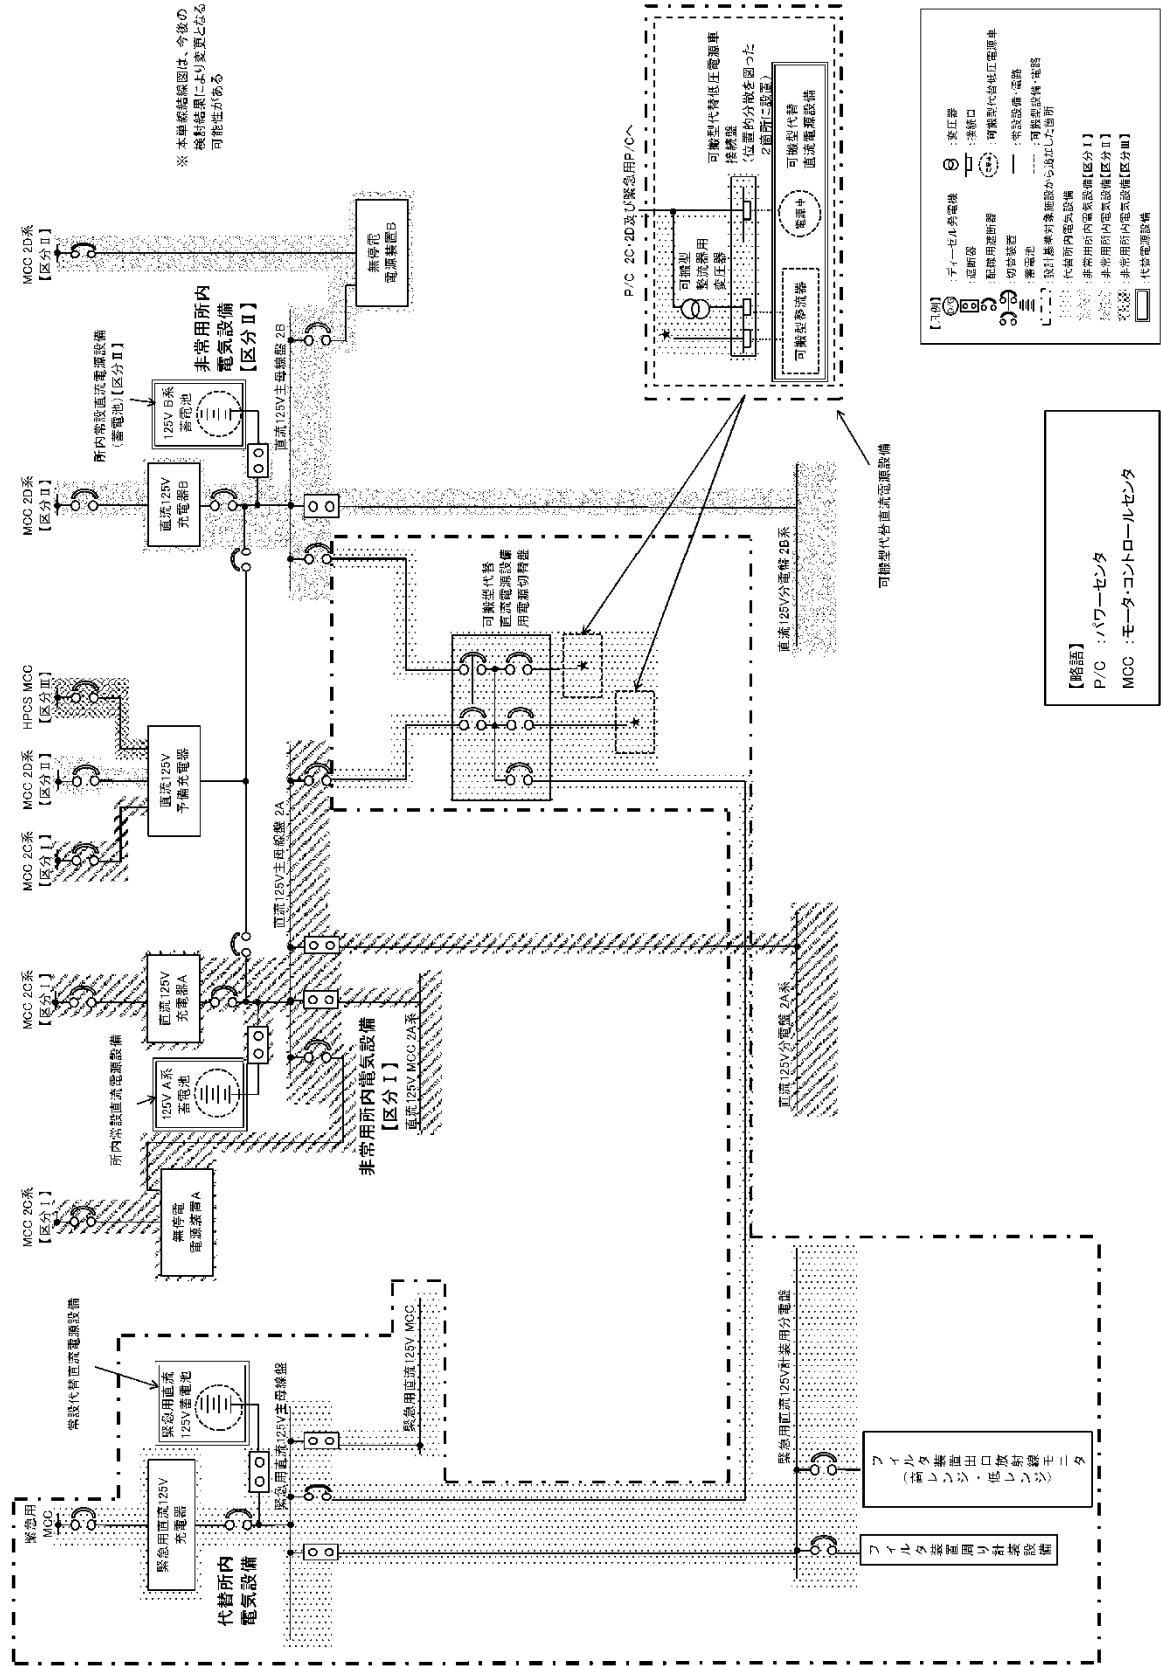 ※ 本単線結線図は、今後の
検討結果により変更となる
可能性がある
緊急用
MCC
MCC 2C系
【区分Ⅰ】
MCC 2C系
【区分Ⅰ】
MCC 2C系
【区分Ⅰ】
MCC 2D系
【区分Ⅱ】
HPCS MCC
【区分Ⅲ】
MCC 2D系
【区分Ⅱ】
MCC 2D系
【区分Ⅱ】
常設代替直流電源設備
所内常設直流電源設備
所内常設直流電源設備
(蓄電池)【区分Ⅱ】
緊急用直流125V
充電器
緊急用直流
125V蓄電池
無停電
電源装置A
125V A系
蓄電池
直流125V
充電器A
直流125V
予備充電器
直流125V
充電器B
125V B系
蓄電池
無停電
電源装置B
代替所内
電気設備
非常用所内
電気設備
【区分Ⅱ】
緊急用直流125V主母線盤
直流125V主母線盤 2A
直流125V主母線盤 2B
緊急用直流125V MCC
非常用所内電気設備
【区分Ⅰ】
直流125V MCC 2A系
可搬型代替
直流電源設備
用電源切替盤
★
★
緊急用直流125V計装用分電盤
直流125V分電盤 2A系
直流125V分電盤 2B系
フィルタ装置周り計装設備
フィルタ装置出口放射線モニタ
(高レンジ・低レンジ)
P/C 2C・2D及び緊急用P/Cへ
★
可搬型
整流器用
変圧器
可搬型代替低圧電源車
接続盤
(位置的分散を図った
2箇所に設置)
可搬型整流器
電源車
可搬型代替
直流電源設備
可搬型代替直流電源設備
【略語】
P/C :パワーセンタ
MCC :モータ・コントロールセンタ
【凡例】
:ディーゼル発電機
:遮断器
:配線用遮断器
:切替装置
:蓄電池
:設計基準対象施設から追加した箇所
:代替所内電気設備
:非常用所内電気設備【区分Ⅰ】
:非常用所内電気設備【区分Ⅱ】
:非常用所内電気設備【区分Ⅲ】
:代替電源設備
:変圧器
:接続口
:可搬型代替低圧電源車
:常設設備・電路
:可搬型設備・電路